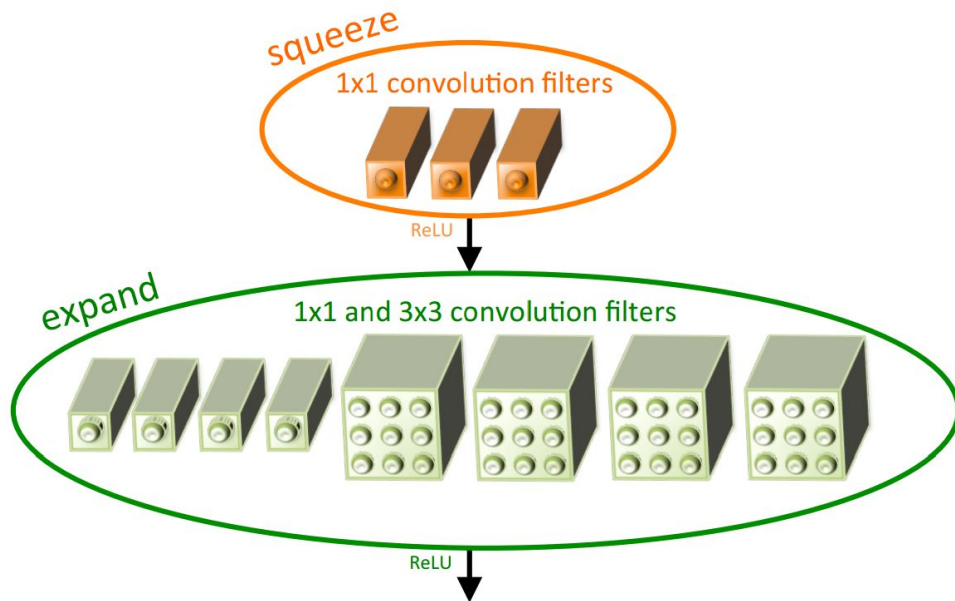 squeeze
1x1 convolution filters
ReLU
expand
1x1 and 3x3 convolution filters
ReLU